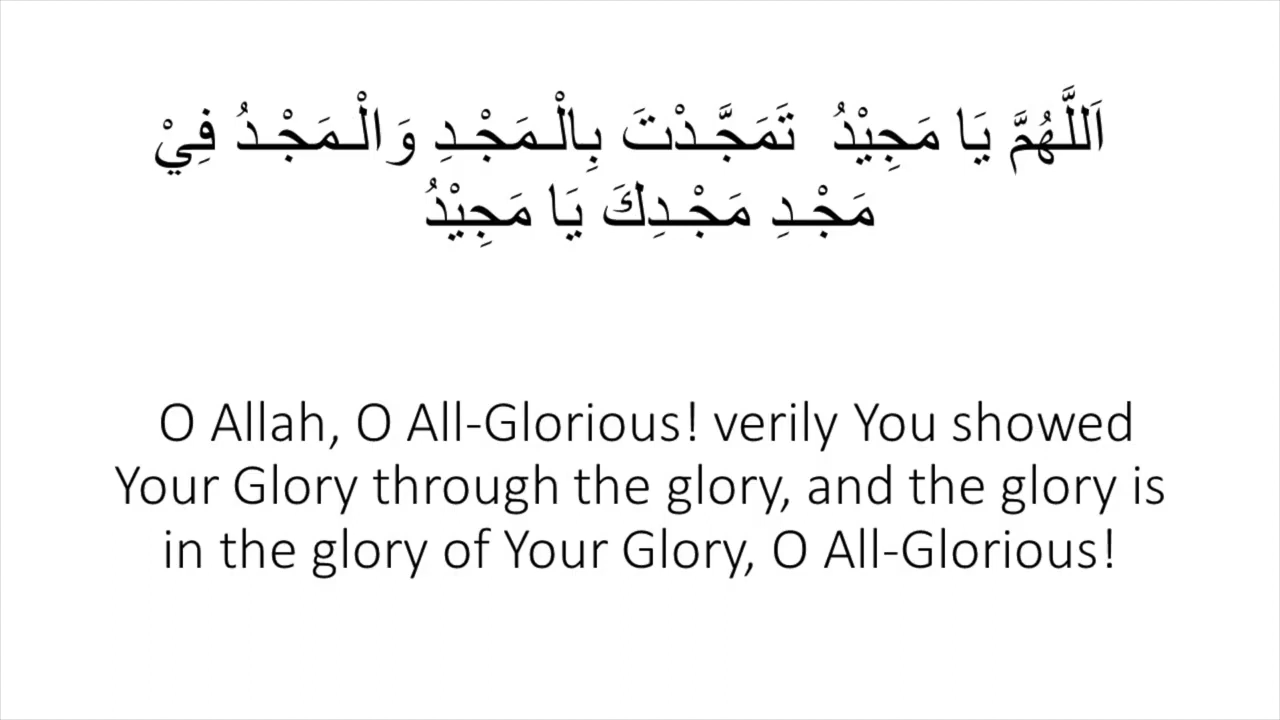 اَللَّهُمَّ يَا مَجِيْدُ تَمَجَّدْتَ بِالْمَجْدِ وَالْمَجْدُ فِيْ
مَجْدِ مَجْدِكَ يَا مَجِيْدُ
O Allah, O All-Glorious! verily You showed
Your Glory through the glory, and the glory is
in the glory of Your Glory, O All-Glorious!